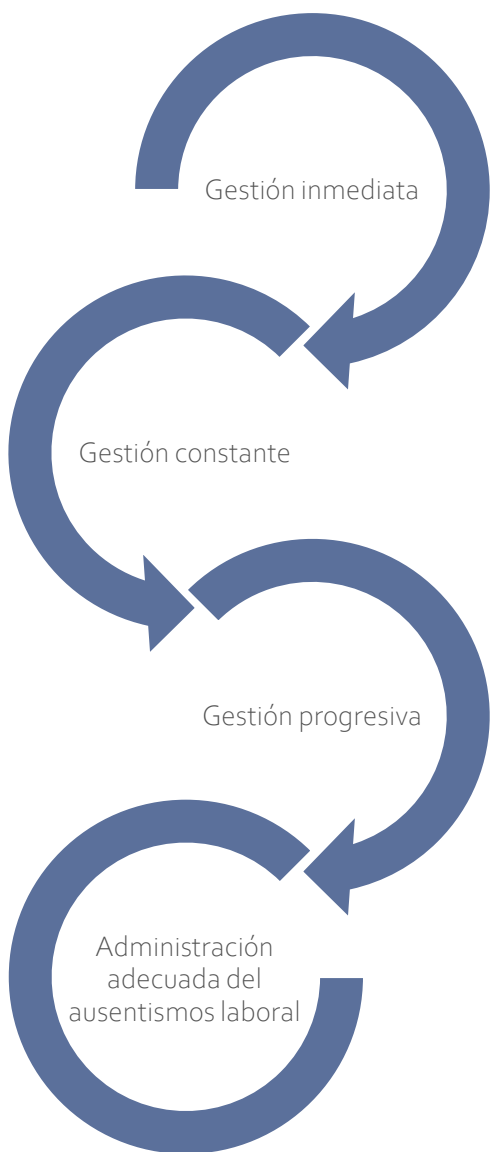 Gestión inmediata
Gestión constante
Gestión progresiva
Administración
adecuada del
ausentismos laboral